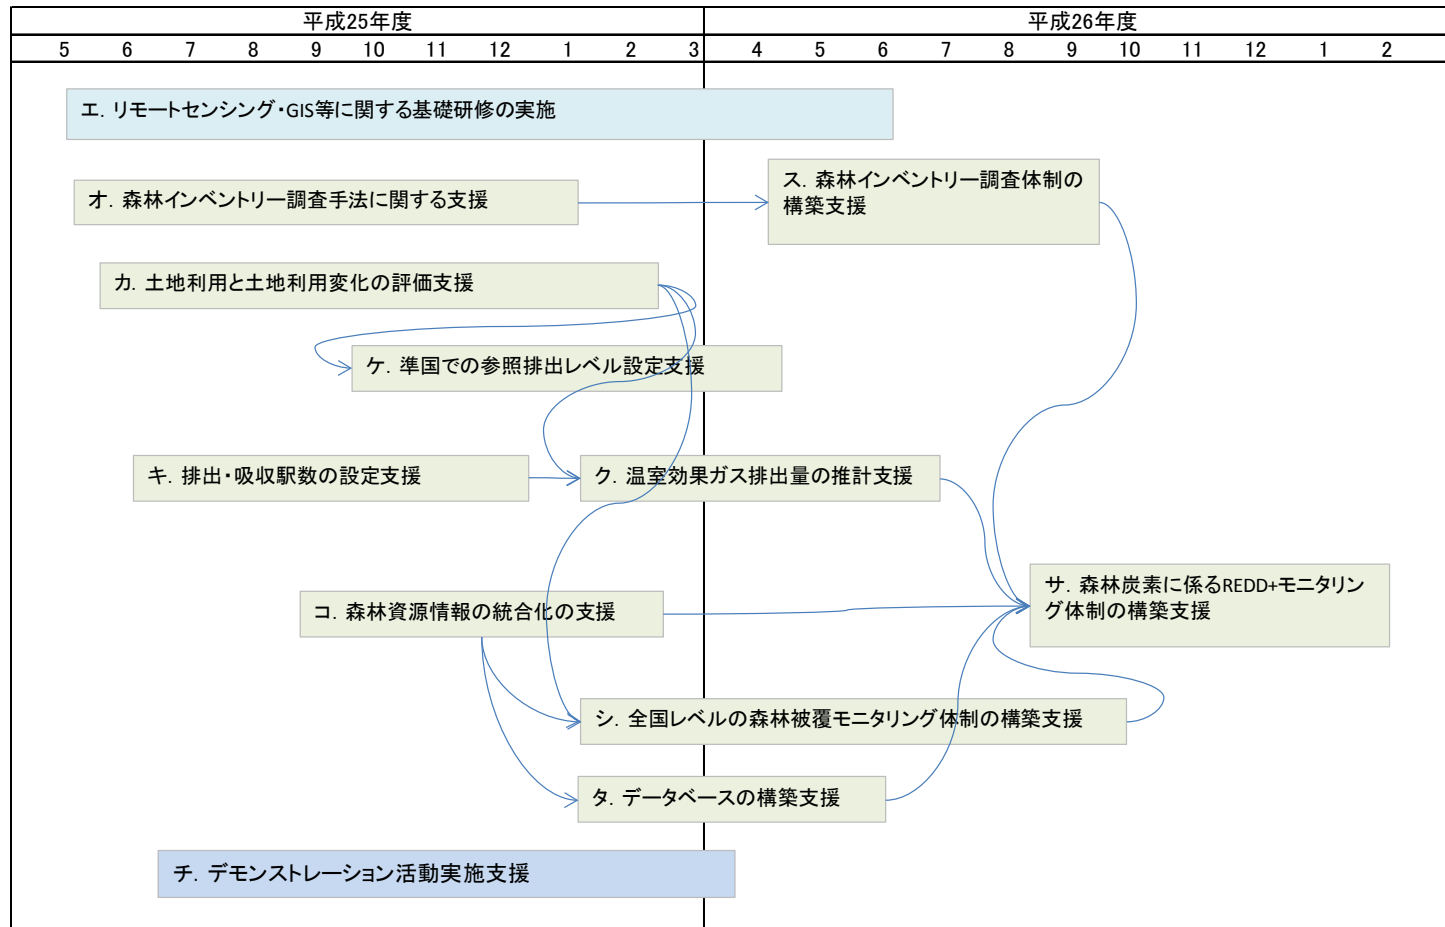 平成25年度 平成26年度
5 6 7 8 9 10 11 12 1 2 3 4 5 6 7 8 9 10 11 12 1 2
エ. リモートセンシング・GIS等に関する基礎研修の実施
オ. 森林インベントリー調査手法に関する支援
ス. 森林インベントリー調査体制の
構築支援
カ. 土地利用と土地利用変化の評価支援
ケ. 準国での参照排出レベル設定支援
キ. 排出・吸収駅数の設定支援
ク. 温室効果ガス排出量の推計支援
サ. 森林炭素に係るREDD+モニタリン
グ体制の構築支援
コ. 森林資源情報の統合化の支援
シ. 全国レベルの森林被覆モニタリング体制の構築支援
タ. データベースの構築支援
チ. デモンストレーション活動実施支援